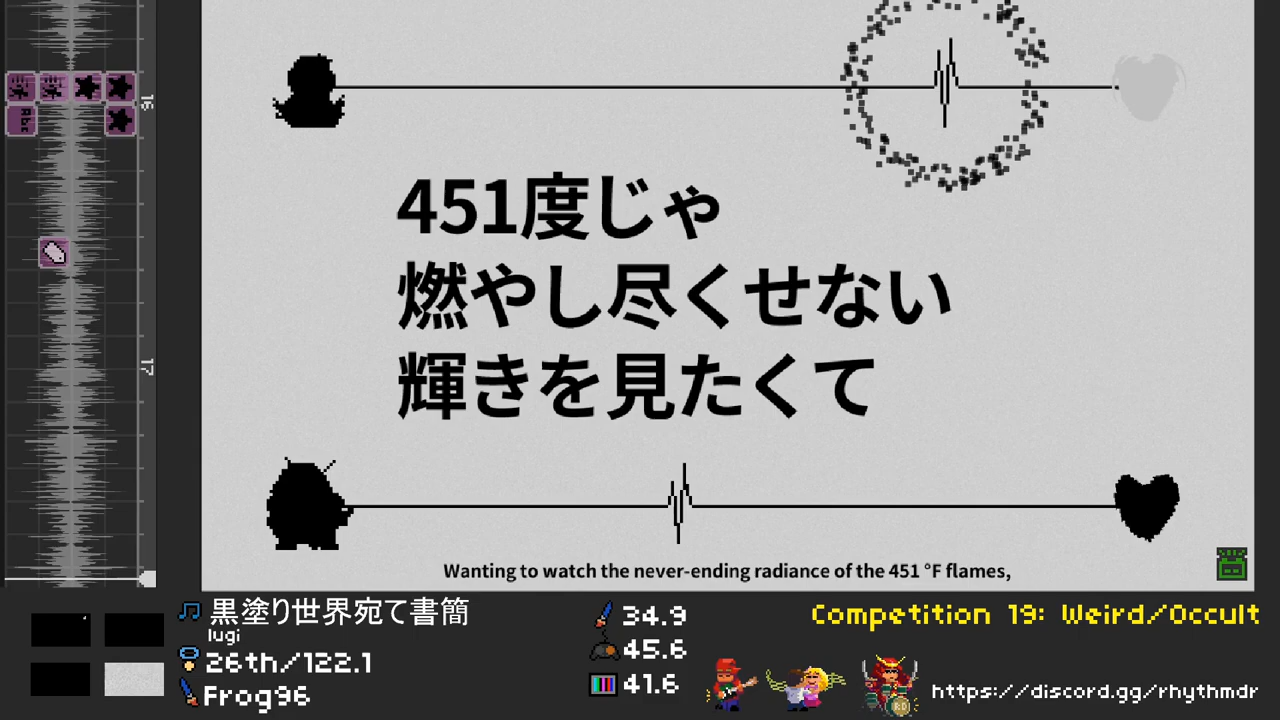 16
Abc
17
451度じゃ
燃やし尽くせない
輝きを見たくて
Wanting to watch the never-ending radiance of the 451 °F flames,
黒塗り世界宛て書簡
lugi
26th/122.1
Frog96
34.9
45.6
41.6
Competition 19: Weird/Occult
RD
https://discord.gg/rhythmdr